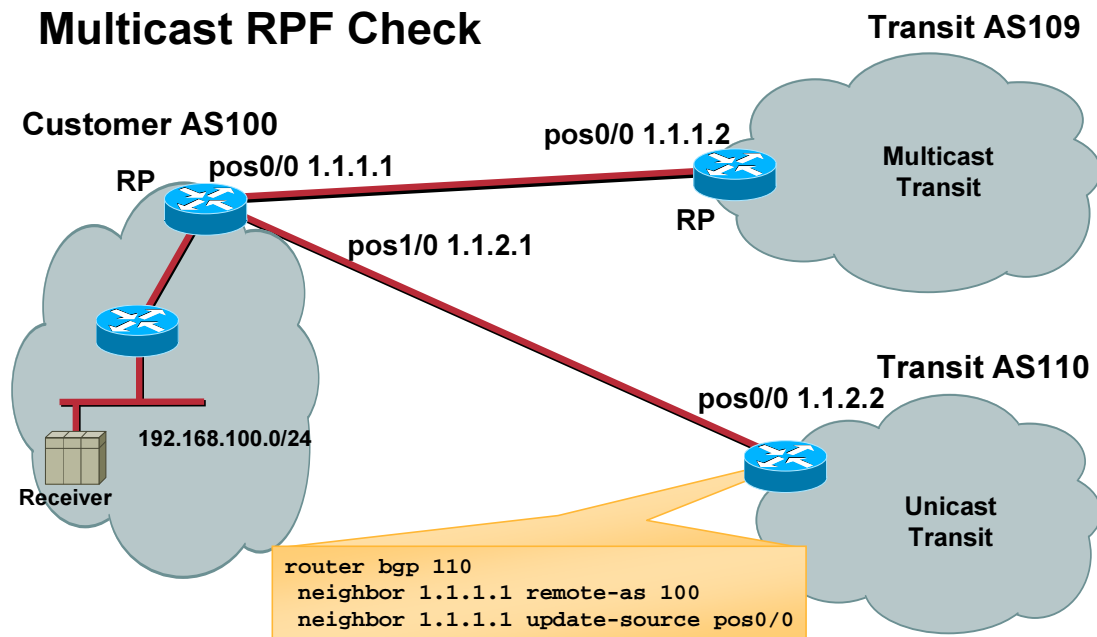 Multicast RPF Check
Transit AS109
Customer AS100
pos0/0 1.1.1.2
pos0/0 1.1.1.1
RP
Multicast
Transit
RP
pos1/0 1.1.2.1
Transit AS110
pos0/0 1.1.2.2
192.168.100.0/24
Receiver
Unicast
Transit
router bgp 110
 neighbor 1.1.1.1 remote-as 100
 neighbor 1.1.1.1 update-source pos0/0